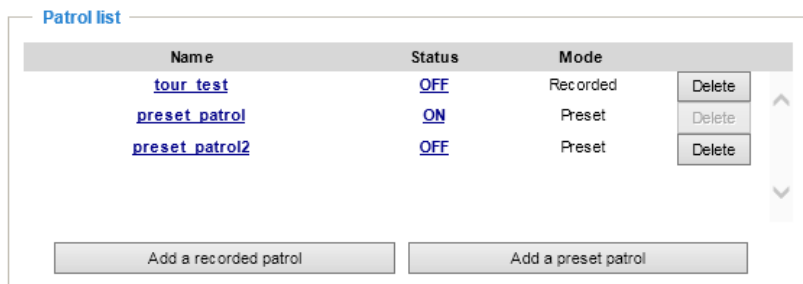 Patrol list
Name Status Mode
tour_test OFF Recorded Delete
preset_patrol ON Preset Delete
preset_patrol2 OFF Preset Delete
Add a recorded patrol Add a preset patrol